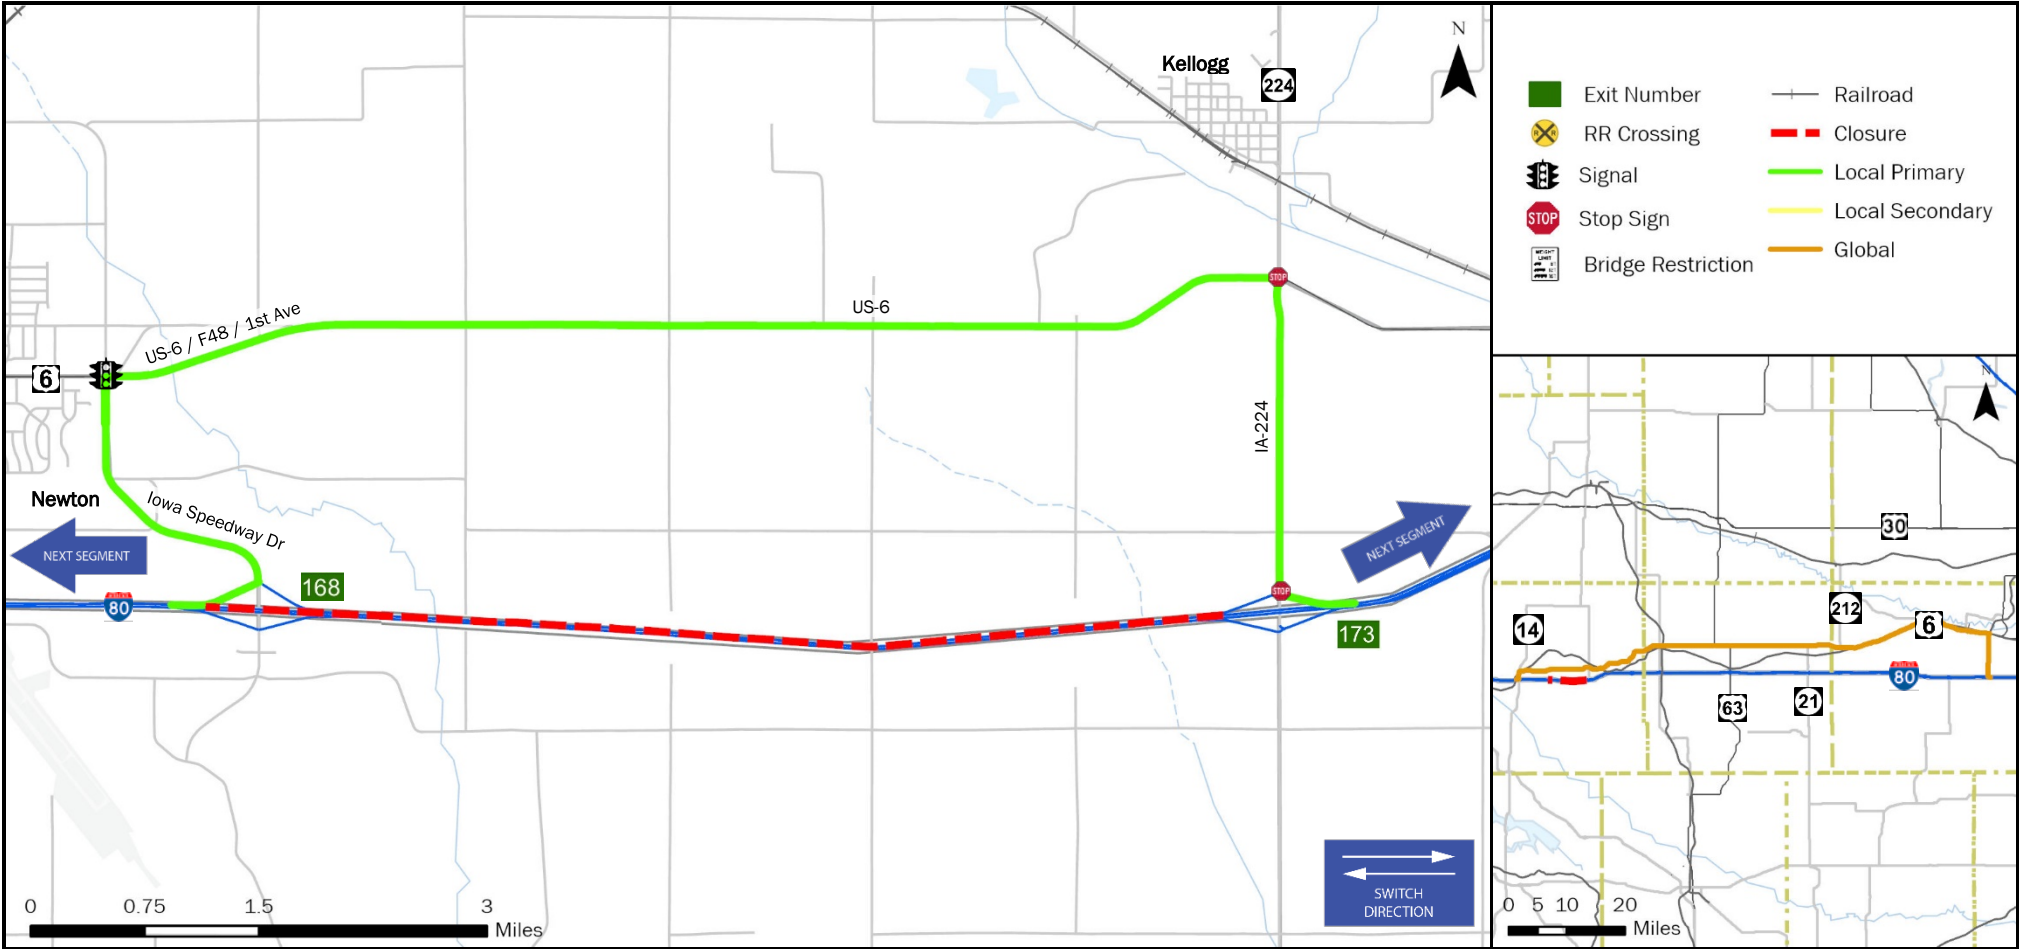 N
Kellogg
224
US-6
US-6 / F48 / 1st Ave
6
IA-224
Newton
Iowa Speedway Dr
NEXT SEGMENT
NEXT SEGMENT
168
80
173
SWITCH
DIRECTION
0 0.75 1.5 3
Miles
Exit Number
RR Crossing
Signal
STOP
Stop Sign
WEIGHT
LIMIT
Bridge Restriction
Railroad
Closure
Local Primary
Local Secondary
Global
STOP
STOP
N
30
212
14
6
80
63
21
0 5 10 20
Miles